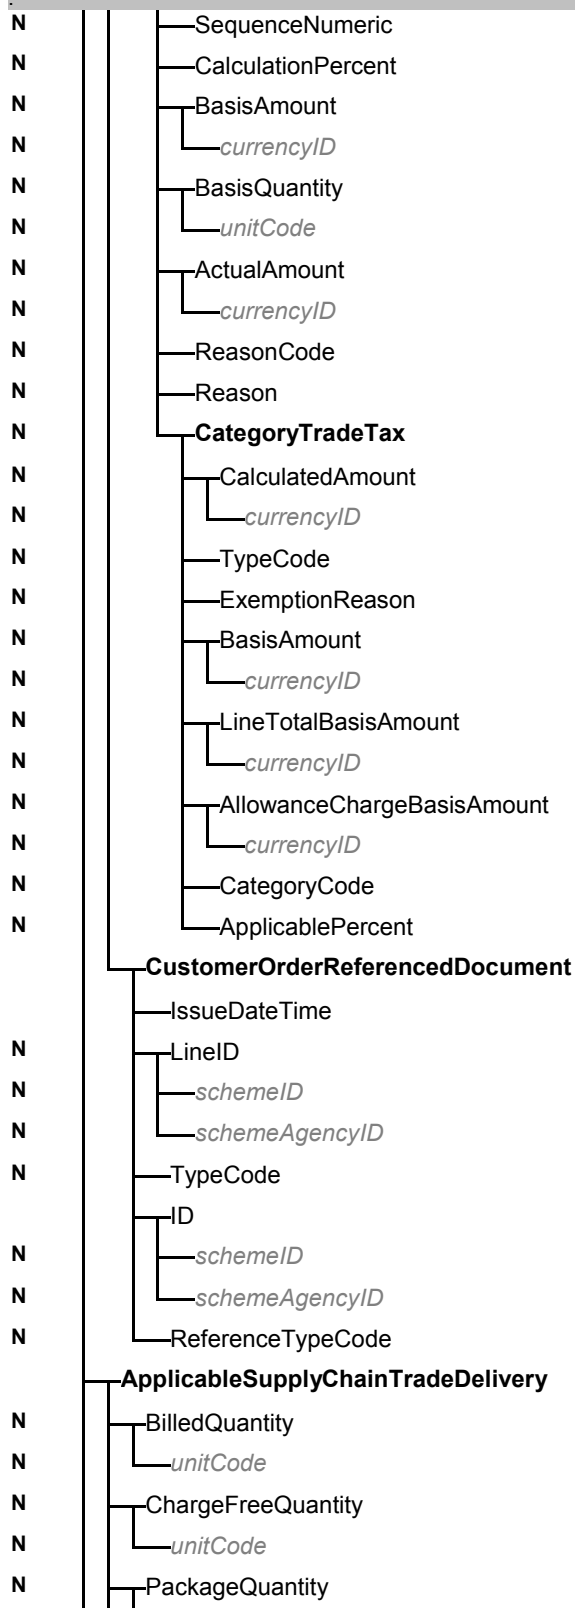 N SequenceNumeric
N CalculationPercent
N BasisAmount
N currencyID
N BasisQuantity
N unitCode
N ActualAmount
N currencyID
N ReasonCode
N Reason
N CategoryTradeTax
N CalculatedAmount
N currencyID
N TypeCode
N ExemptionReason
N BasisAmount
N currencyID
N LineTotalBasisAmount
N currencyID
N AllowanceChargeBasisAmount
N currencyID
N CategoryCode
N ApplicablePercent
CustomerOrderReferencedDocument
IssueDateTime
N LineID
N schemeID
N schemeAgencyID
N TypeCode
ID
N schemeID
N schemeAgencyID
N ReferenceTypeCode
ApplicableSupplyChainTradeDelivery
N BilledQuantity
N unitCode
N ChargeFreeQuantity
N unitCode
N PackageQuantity